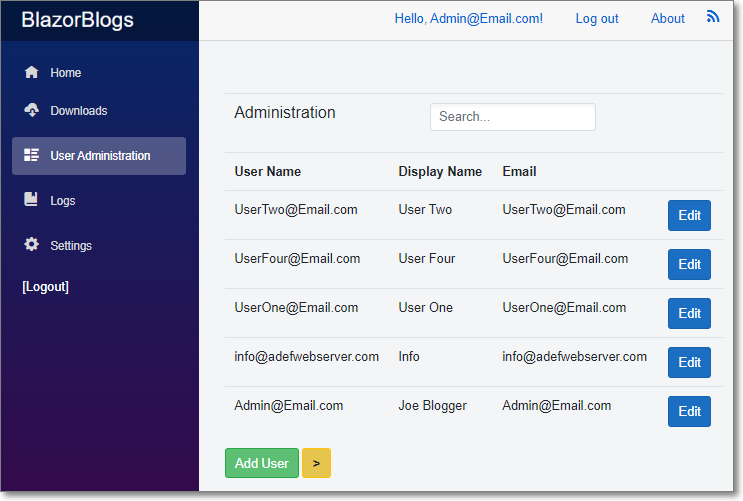 BlazorBlogs
Hello, Admin@Email.com! Log out About
Home
Downloads
User Administration
Logs
Settings
[Logout]
Administration Search...
User Name Display Name Email
UserTwo@Email.com User Two UserTwo@Email.com Edit
UserFour@Email.com User Four UserFour@Email.com Edit
UserOne@Email.com User One UserOne@Email.com Edit
info@adefwebserver.com Info info@adefwebserver.com Edit
Admin@Email.com Joe Blogger Admin@Email.com Edit
Add User >